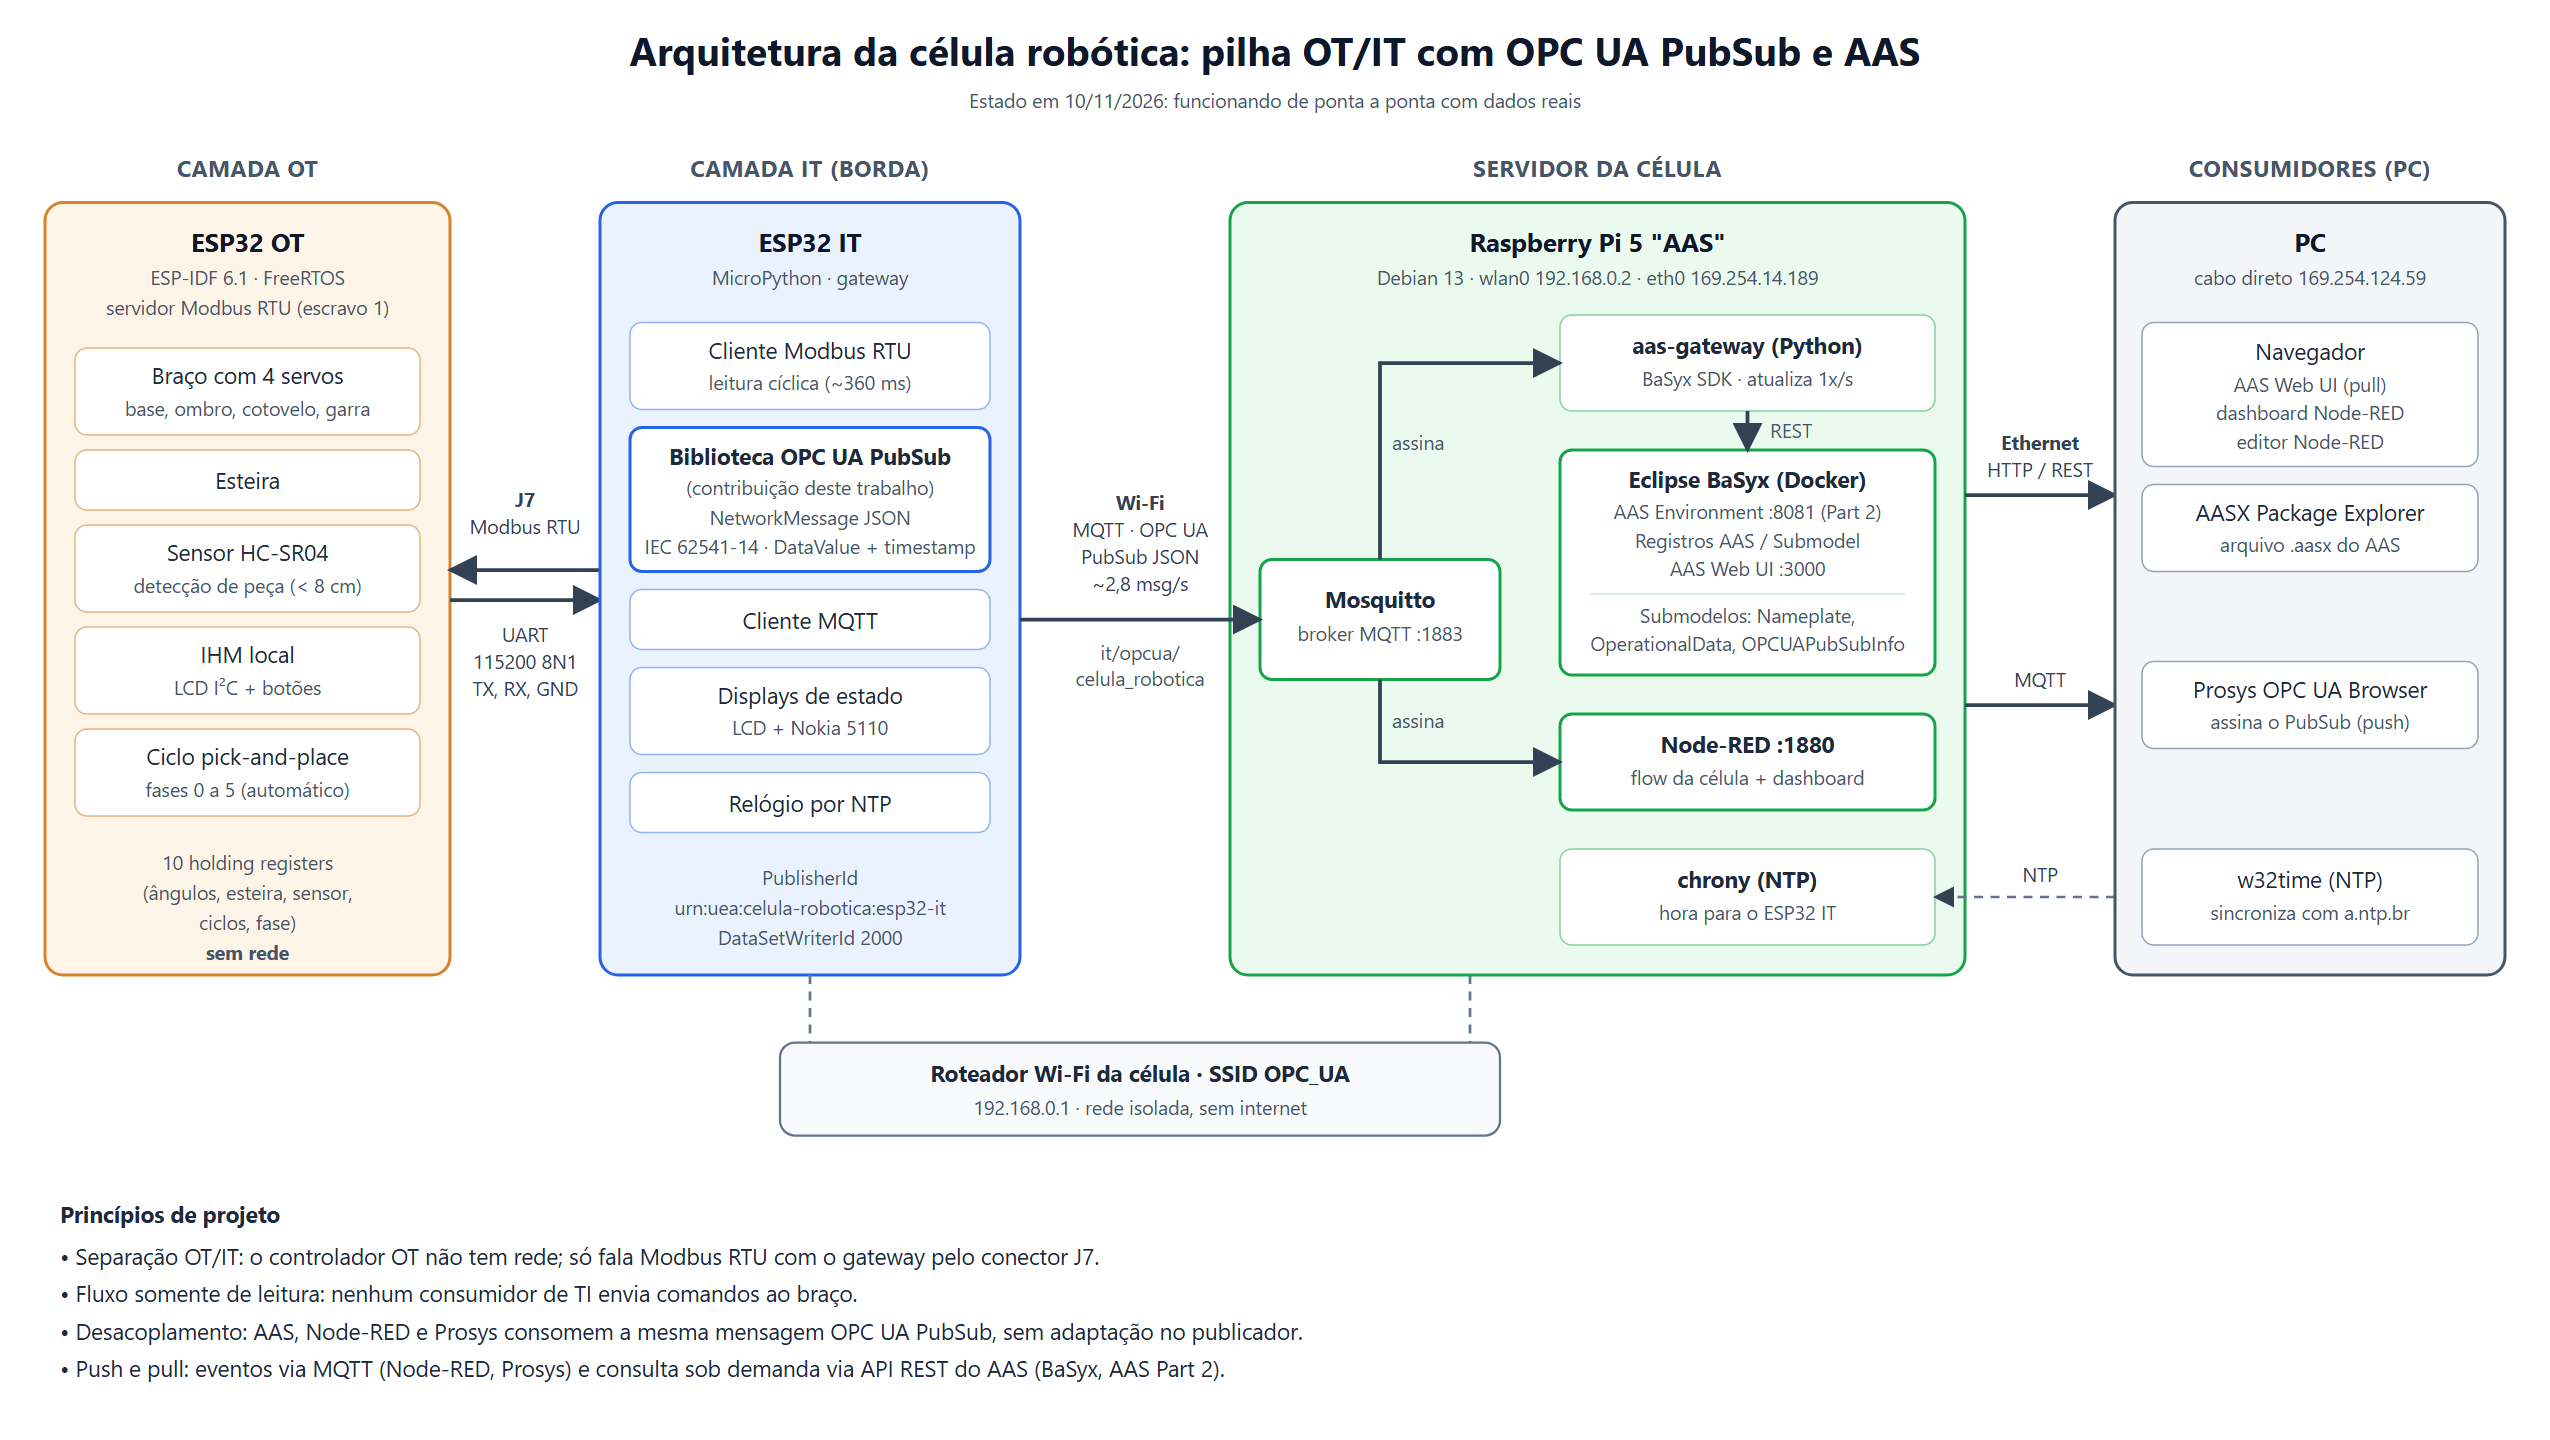 Arquitetura da célula robótica: pilha OT/IT com OPC UA PubSub e AAS
Estado em 10/11/2026: funcionando de ponta a ponta com dados reais
CAMADA OT
ESP32 OT
ESP-IDF 6.1 · FreeRTOS
servidor Modbus RTU (escravo 1)
Braço com 4 servos
base, ombro, cotovelo, garra
Esteira
Sensor HC-SR04
detecção de peça (< 8 cm)
IHM local
LCD I²C + botões
Ciclo pick-and-place
fases 0 a 5 (automático)
10 holding registers
(ângulos, esteira, sensor,
ciclos, fase)
sem rede
J7
Modbus RTU
UART
115200 8N1
TX, RX, GND
CAMADA IT (BORDA)
ESP32 IT
MicroPython · gateway
Cliente Modbus RTU
leitura cíclica (~360 ms)
Biblioteca OPC UA PubSub
(contribuição deste trabalho)
NetworkMessage JSON
IEC 62541-14 · DataValue + timestamp
Cliente MQTT
Displays de estado
LCD + Nokia 5110
Relógio por NTP
PublisherId
urn:uea:celula-robotica:esp32-it
DataSetWriterId 2000
Wi-Fi
MQTT · OPC UA
PubSub JSON
~2,8 msg/s
it/opcua/
celula_robotica
SERVIDOR DA CÉLULA
Raspberry Pi 5 "AAS"
Debian 13 · wlan0 192.168.0.2 · eth0 169.254.14.189
Mosquitto
broker MQTT :1883
assina
assina
aas-gateway (Python)
BaSyx SDK · atualiza 1x/s
REST
Eclipse BaSyx (Docker)
AAS Environment :8081 (Part 2)
Registros AAS / Submodel
AAS Web UI :3000
Submodelos: Nameplate,
OperationalData, OPCUAPubSubInfo
Node-RED :1880
flow da célula + dashboard
chrony (NTP)
hora para o ESP32 IT
Ethernet
HTTP / REST
MQTT
NTP
CONSUMIDORES (PC)
PC
cabo direto 169.254.124.59
Navegador
AAS Web UI (pull)
dashboard Node-RED
editor Node-RED
AASX Package Explorer
arquivo .aasx do AAS
Prosys OPC UA Browser
assina o PubSub (push)
w32time (NTP)
sincroniza com a.ntp.br
Roteador Wi-Fi da célula · SSID OPC_UA
192.168.0.1 · rede isolada, sem internet
Princípios de projeto
• Separação OT/IT: o controlador OT não tem rede; só fala Modbus RTU com o gateway pelo conector J7.
• Fluxo somente de leitura: nenhum consumidor de TI envia comandos ao braço.
• Desacoplamento: AAS, Node-RED e Prosys consomem a mesma mensagem OPC UA PubSub, sem adaptação no publicador.
• Push e pull: eventos via MQTT (Node-RED, Prosys) e consulta sob demanda via API REST do AAS (BaSyx, AAS Part 2).